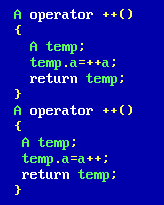 A operator ++()
{
A temp;
temp.a=++a;
return temp;
}
A operator ++()
{
A temp;
temp.a=a++;
return temp;
}